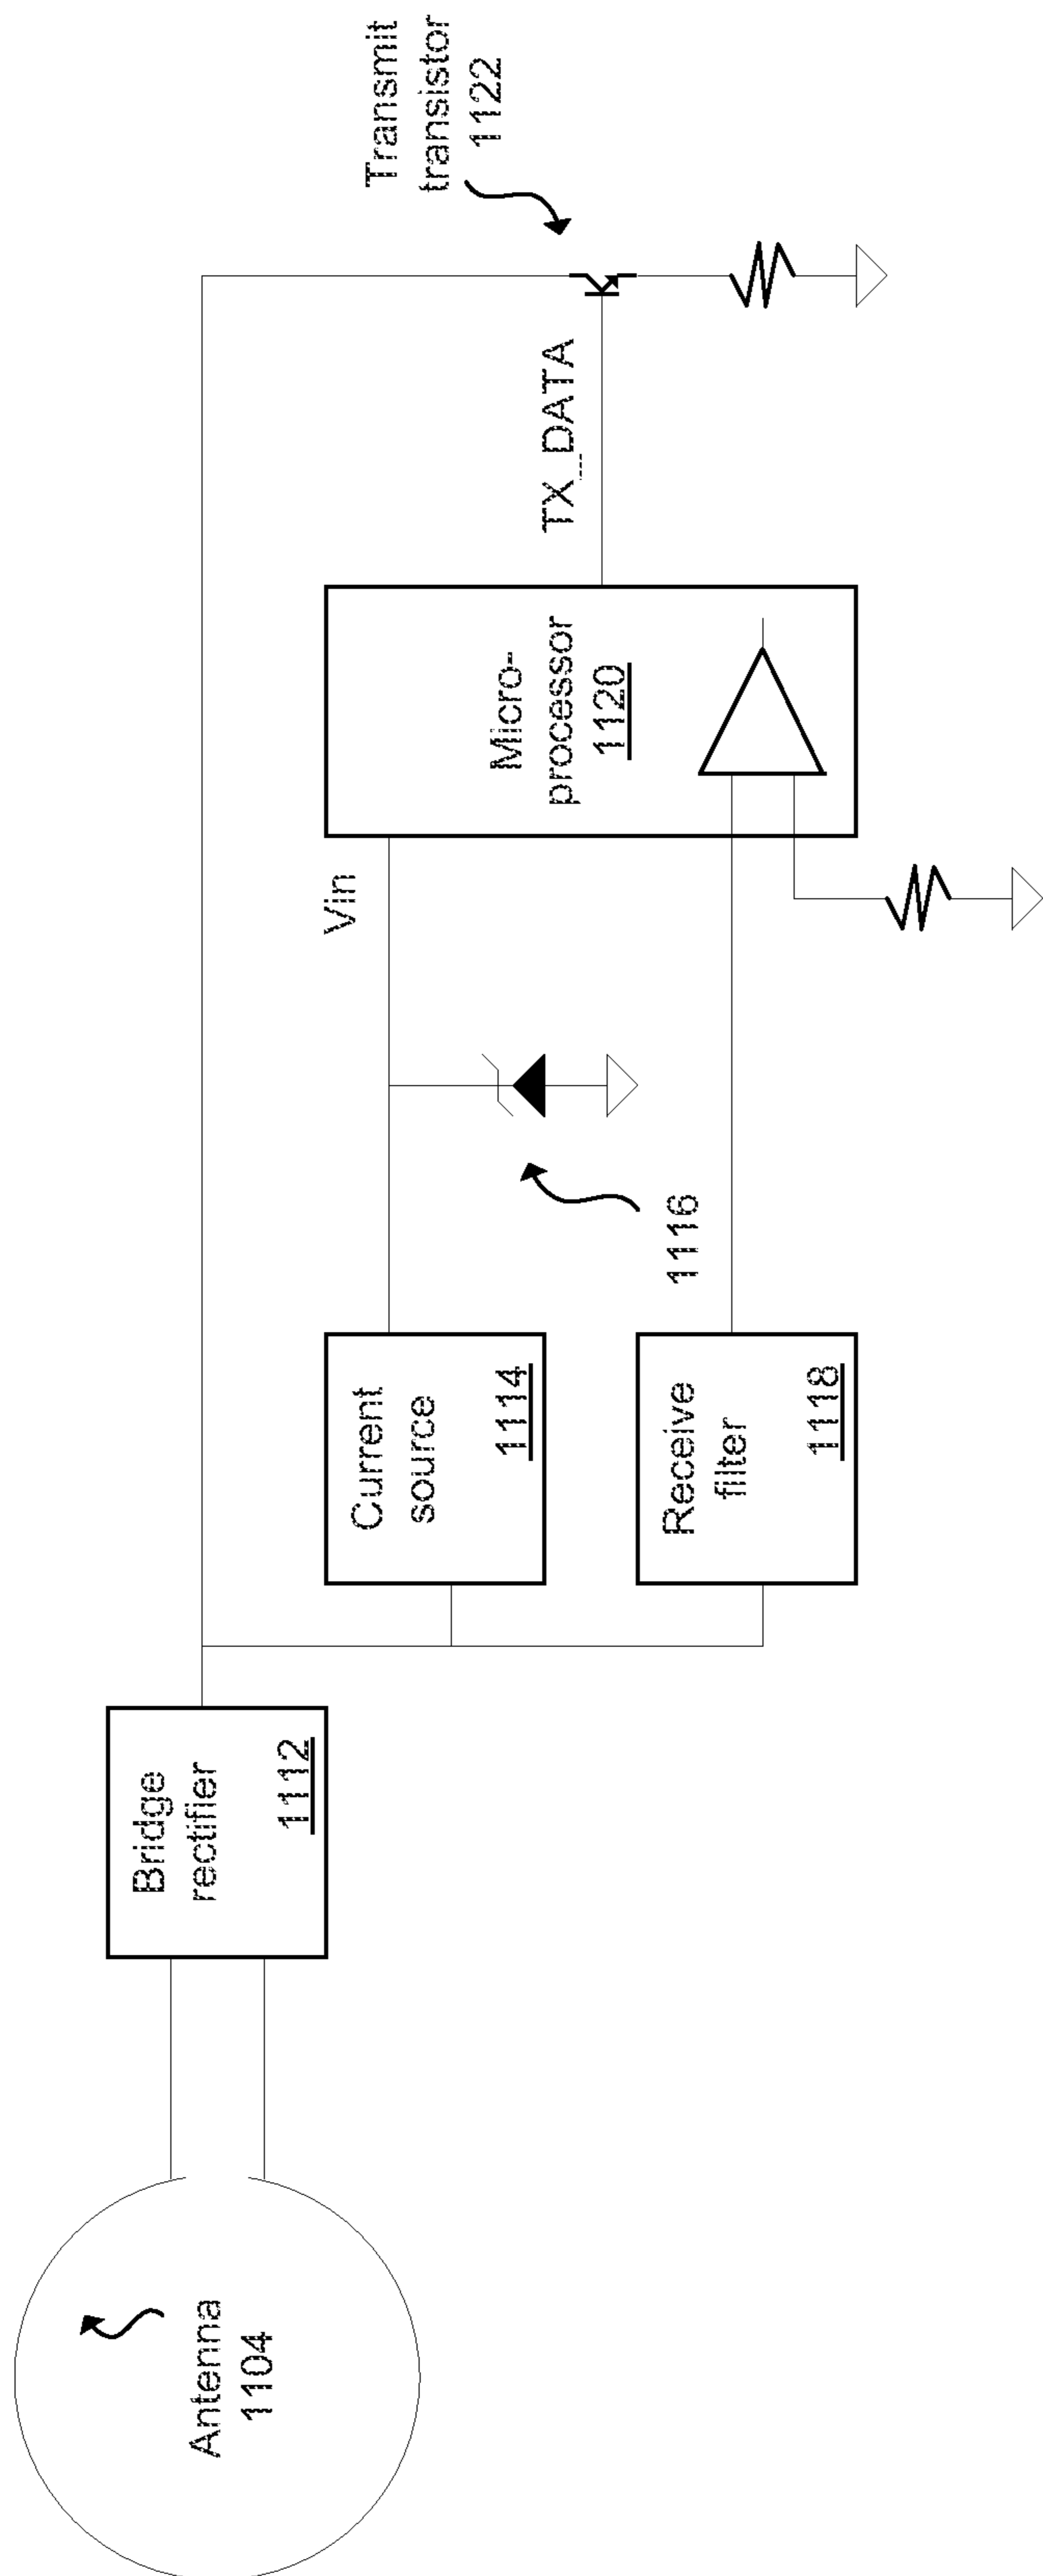 Antenna
1104
Bridge
rectifier
1112
Current
source
1114
Receive
filter
1118
1116
Vin
Micro-
processor
1120
TX_DATA
Transmit
transistor
1122